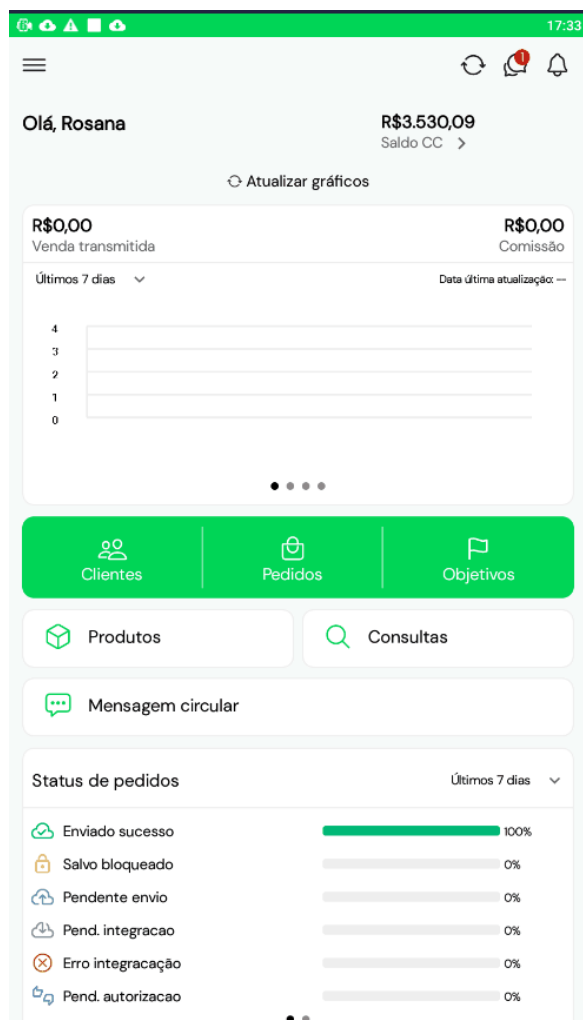 17:33
1
Olá, Rosana
R$3.530,09
Saldo CC
Atualizar gráficos
R$0,00 R$0,00
Venda transmitida Comissão
Últimos 7 dias Data última atualização: --
4
3
2
1
0
Clientes Pedidos Objetivos
Produtos Consultas
Mensagem circular
Status de pedidos Últimos 7 dias
Enviado sucesso 100%
Salvo bloqueado 0%
Pendente envio 0%
Pend. integracao 0%
Erro integracação 0%
Pend. autorizacao 0%